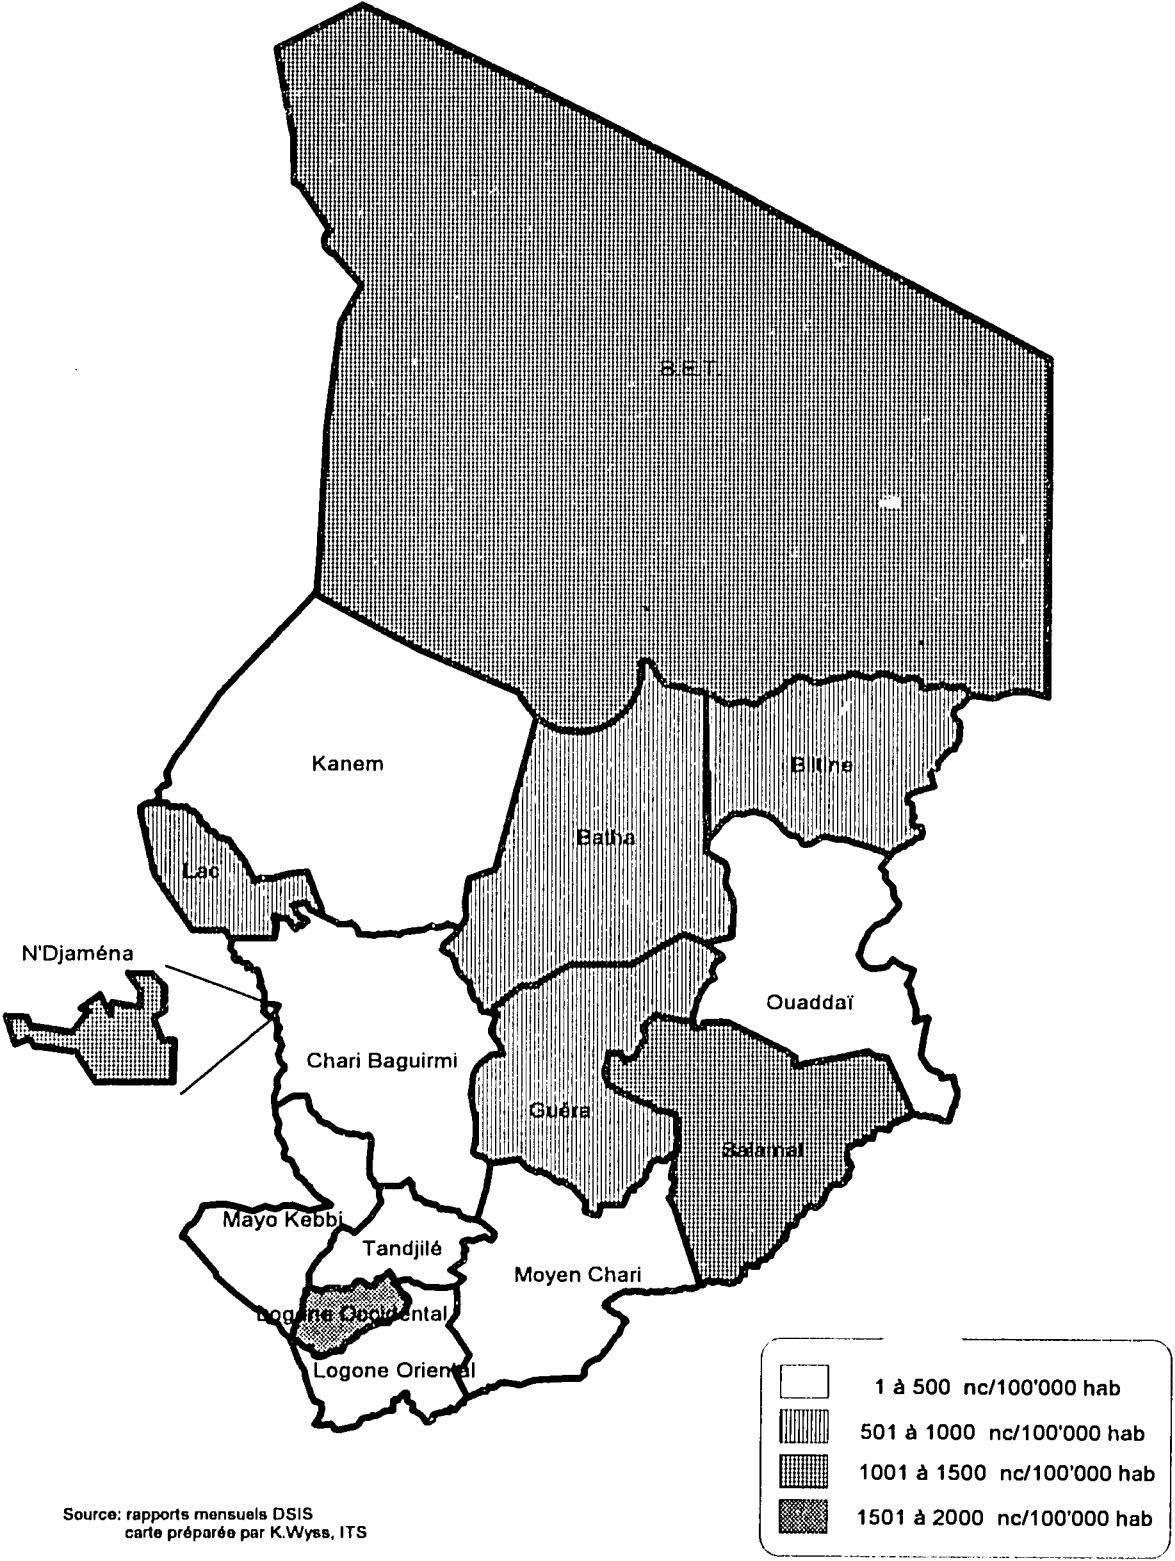 B.E.T.
Kanem
Biltine
Batha
Lac
N'Djaména
Ouaddaï
Chari Baguirmi
Guéra
Salamat
Mayo Kebbi
Tandjilé
Moyen Chari
Logone Occidental
Logone Oriental
1 à 500 nc/100'000 hab
501 à 1000 nc/100'000 hab
1001 à 1500 nc/100'000 hab
1501 à 2000 nc/100'000 hab
Source: rapports mensuels DSIS
carte préparée par K.Wyss, ITS